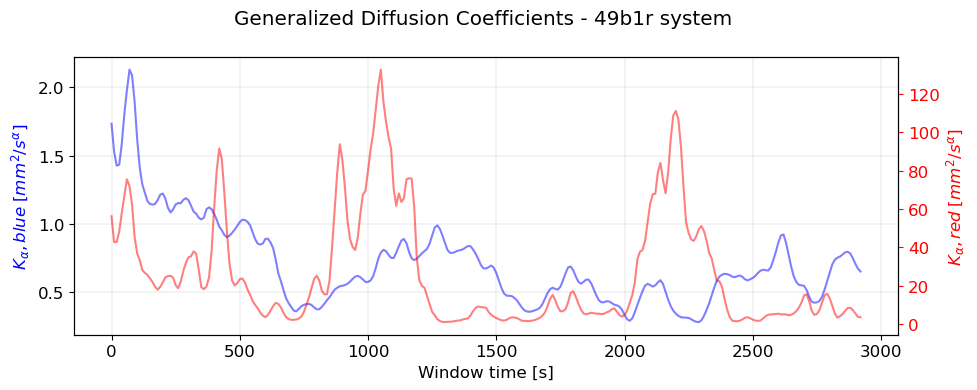 Generalized Diffusion Coefficients - 49b1r system
K_α, blue [mm²/s^α]
2.0
1.5
1.0
0.5
120
100
80
60
40
20
0
K_α, red [mm²/s^α]
0 500 1000 1500 2000 2500 3000
Window time [s]